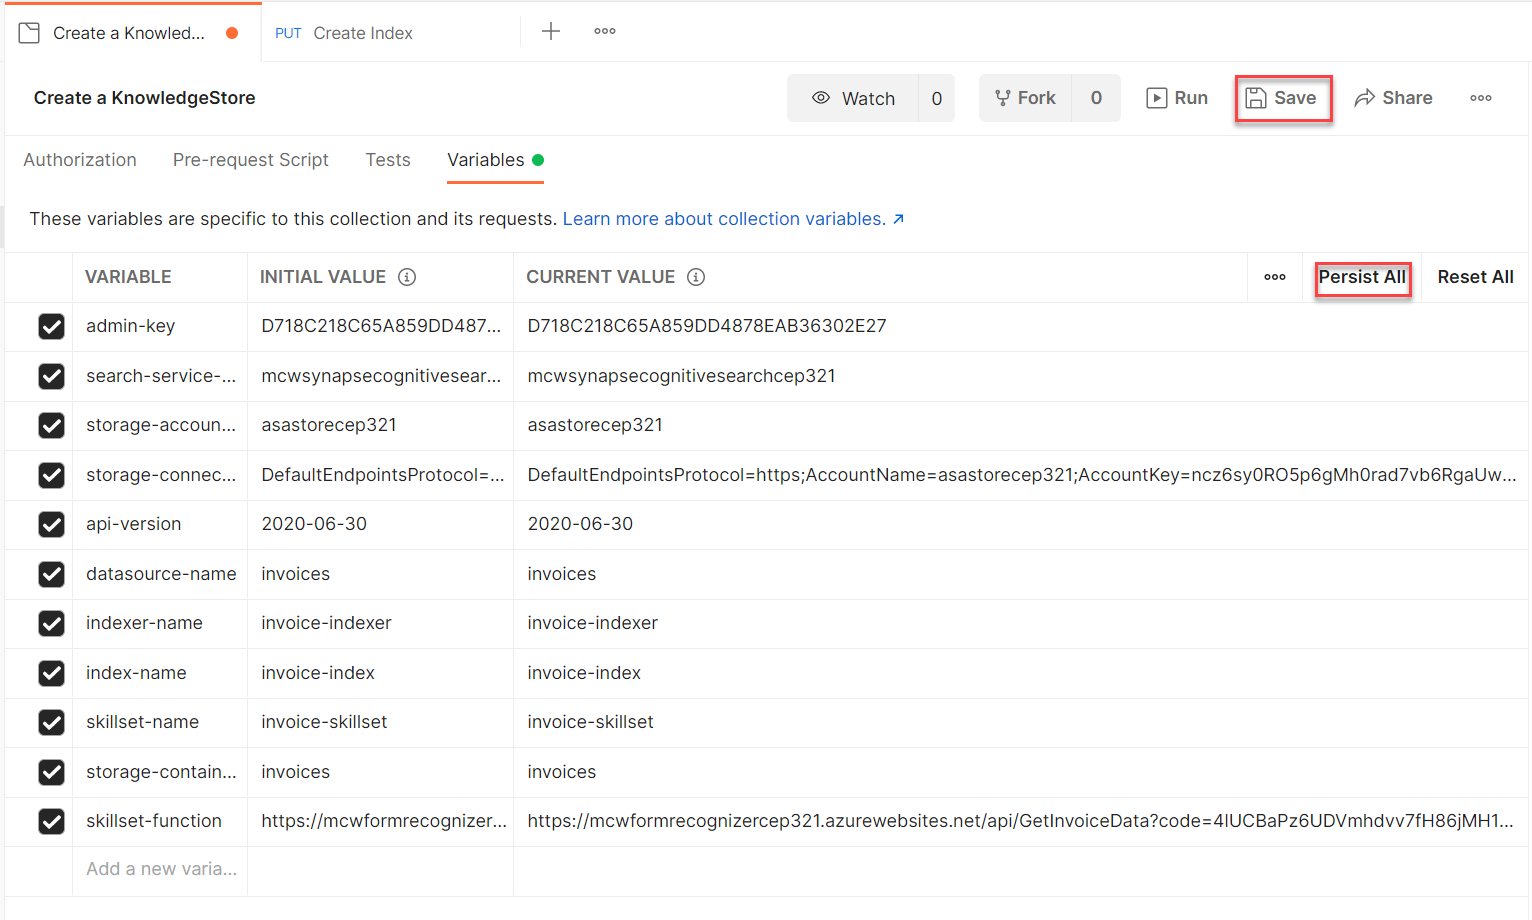 Create a Knowled... PUT Create Index
Create a KnowledgeStore Watch 0 Fork 0 Run Save Share
Authorization Pre-request Script Tests Variables
These variables are specific to this collection and its requests. Learn more about collection variables. ↗
VARIABLE INITIAL VALUE CURRENT VALUE Persist All Reset All
admin-key D718C218C65A859DD487... D718C218C65A859DD4878EAB36302E27
search-service-... mcwsynapsecognitivesear... mcwsynapsecognitivesearchcep321
storage-accoun... asastorecep321 asastorecep321
storage-connec... DefaultEndpointsProtocol=... DefaultEndpointsProtocol=https;AccountName=asastorecep321;AccountKey=ncz6sy0RO5p6gMh0rad7vb6RgaUw...
api-version 2020-06-30 2020-06-30
datasource-name invoices invoices
indexer-name invoice-indexer invoice-indexer
index-name invoice-index invoice-index
skillset-name invoice-skillset invoice-skillset
storage-contain... invoices invoices
skillset-function https://mcwformrecognizer... https://mcwformrecognizercep321.azurewebsites.net/api/GetInvoiceData?code=4lUCBaPz6UDVmhdvv7fH86jMH1...
Add a new varia...